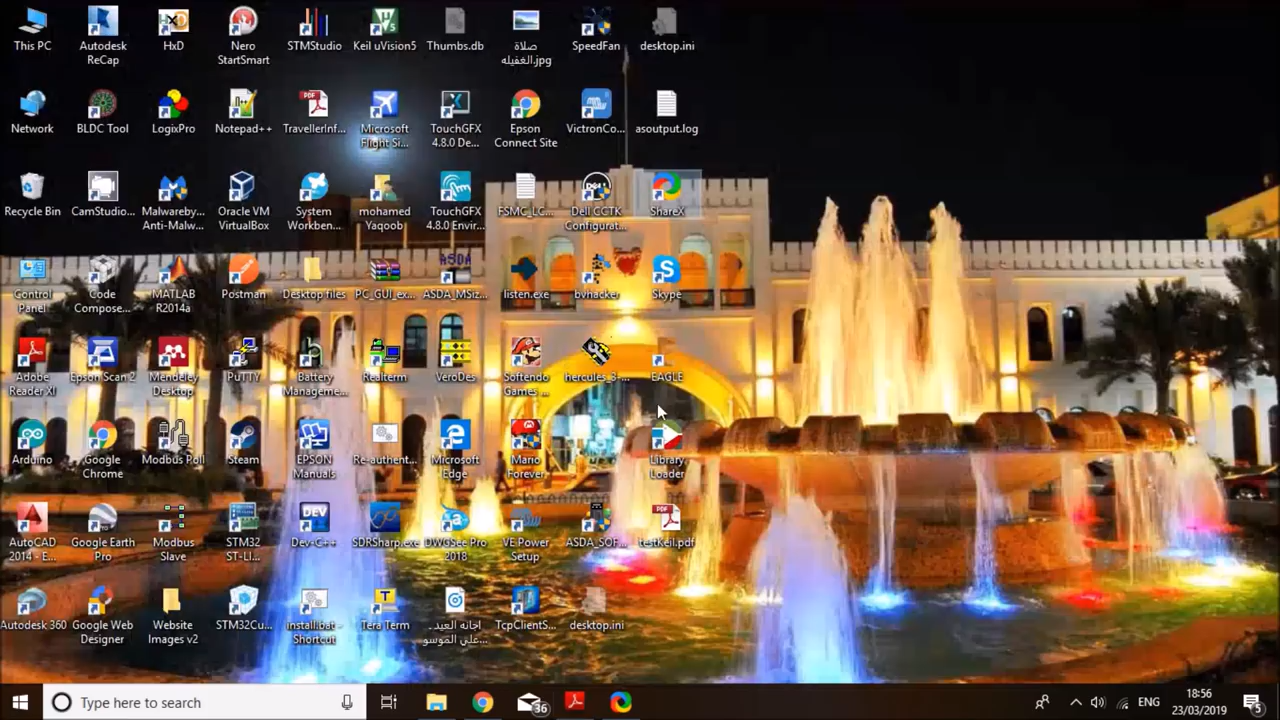 This PC
Autodesk ReCap
HxD
Nero StartSmart
STMStudio
Keil uVision5
Thumbs.db
صلاة الغفيله.jpg
SpeedFan
desktop.ini
Network
BLDC Tool
LogixPro
Notepad++
TravellerInf...
Microsoft Flight Si...
TouchGFX 4.8.0 De...
Epson Connect Site
VictronCo...
asoutput.log
Recycle Bin
CamStudio...
Malwareby... Anti-Malw...
Oracle VM VirtualBox
System Workben...
mohamed Yaqoob
TouchGFX 4.8.0 Envir...
FSMC_LC...
Dell CCTK Configurat...
ShareX
Control Panel
Code Compose...
MATLAB R2014a
Postman
Desktop files
PC_GUI_ex...
ASDA_MSiz...
listen.exe
bvhacker
Skype
Adobe Reader XI
Epson Scan 2
Mendeley Desktop
PuTTY
Battery Manageme...
Realterm
VeroDes
Softendo Games ...
hercules_3-...
EAGLE
Arduino
Google Chrome
Modbus Poll
Steam
EPSON Manuals
Re-authent...
Microsoft Edge
Mario Forever
Library Loader
AutoCAD 2014 - E...
Google Earth Pro
Modbus Slave
STM32 ST-LI...
Dev-C++
SDRSharp.exe
DWGSee Pro 2018
VE Power Setup
ASDA_SOF...
testKeil.pdf
Autodesk 360
Google Web Designer
Website Images v2
STM32Cu...
install.bat - Shortcut
Tera Term
TcpClientS...
desktop.ini
Type here to search
36
ENG
18:56
23/03/2019
5